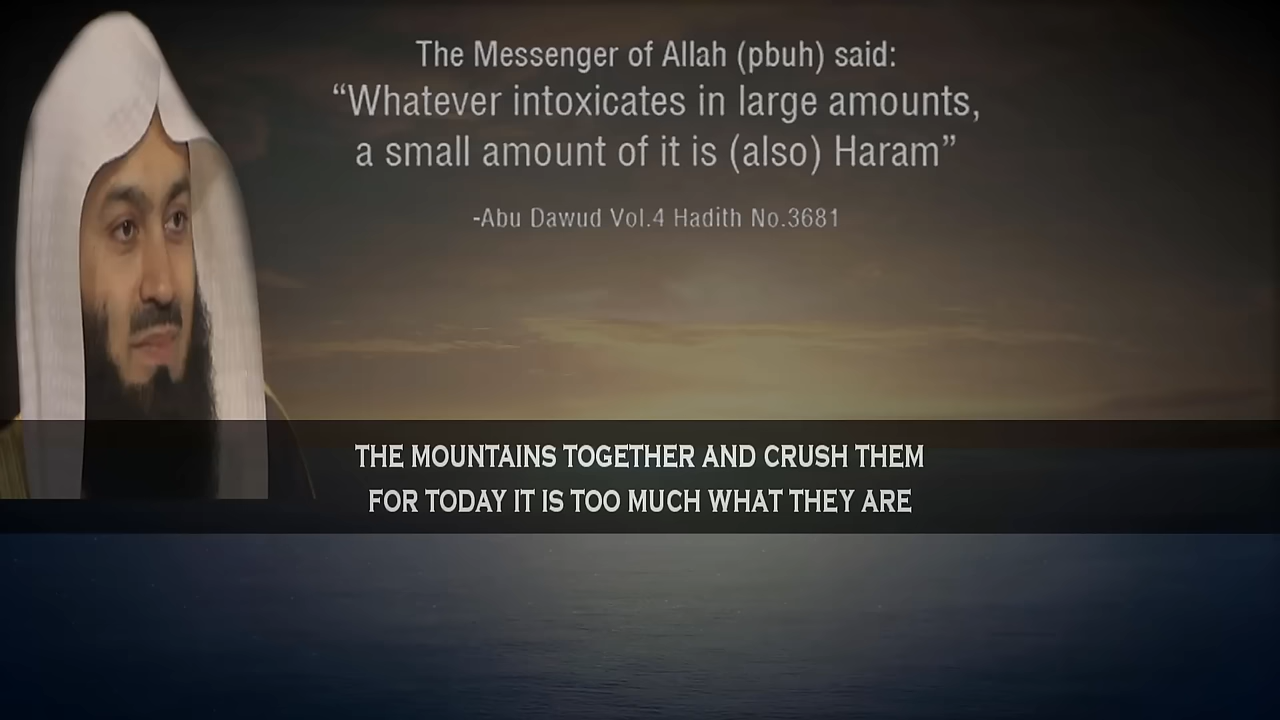 The Messenger of Allah (pbuh) said:
“Whatever intoxicates in large amounts,
a small amount of it is (also) Haram”
-Abu Dawud Vol.4 Hadith No.3681
THE MOUNTAINS TOGETHER AND CRUSH THEM
FOR TODAY IT IS TOO MUCH WHAT THEY ARE